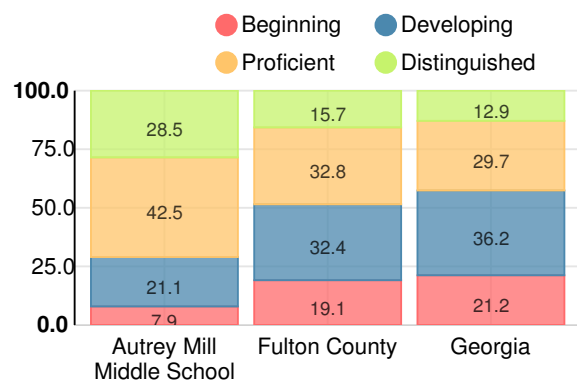 Beginning
Developing
Proficient
Distinguished
100.0
75.0
50.0
25.0
0.0
28.5
42.5
21.1
7.9
15.7
32.8
32.4
19.1
12.9
29.7
36.2
21.2
Autrey Mill
Middle School
Fulton County
Georgia